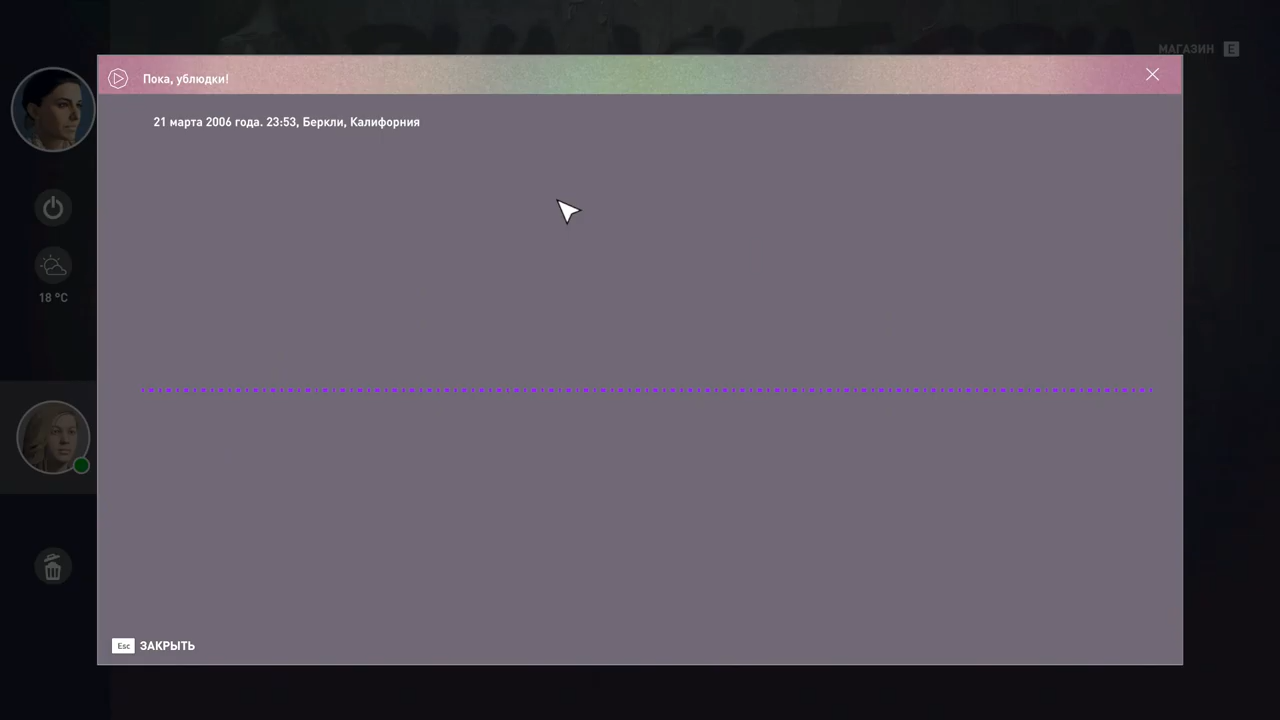 МАГАЗИН E
Пока, ублюдки!
21 марта 2006 года. 23:53, Беркли, Калифорния
18 °C
Esc ЗАКРЫТЬ